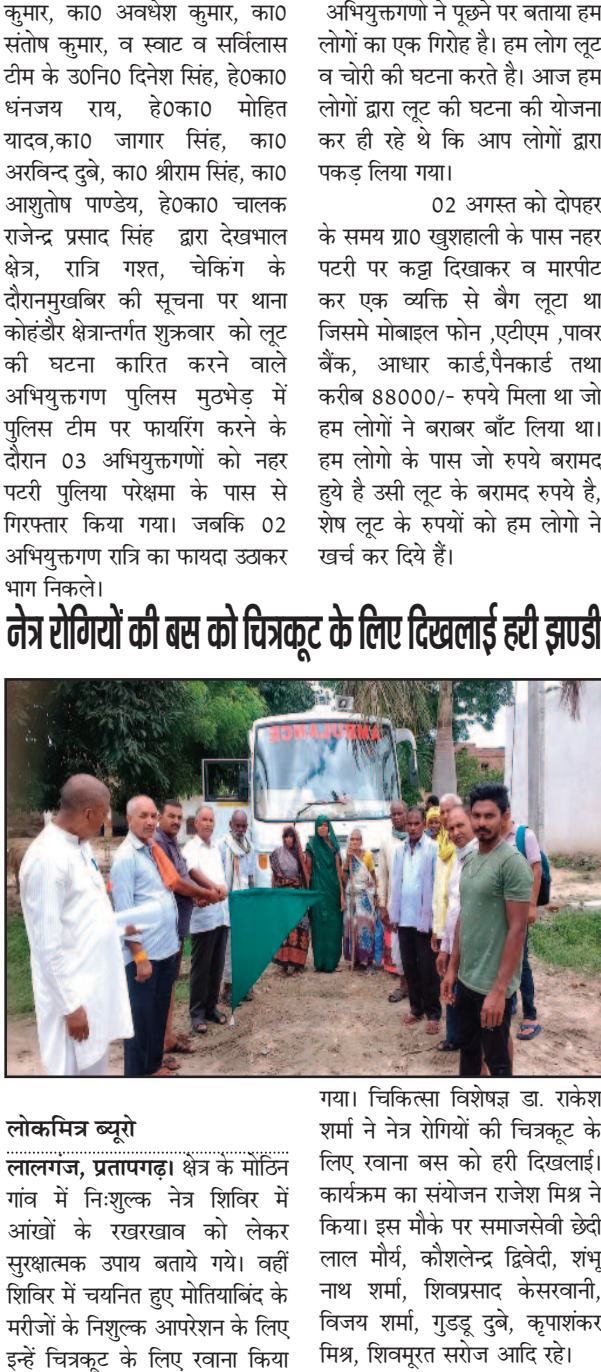 कुमार, का0 अवधेश कुमार, का0
संतोष कुमार, व स्वाट व सर्विलास
टीम के उ0नि0 दिनेश सिंह, हे0का0
धंनजय राय, हे0का0 मोहित
यादव,का0 जागार सिंह, का0
अरविन्द दुबे, का0 श्रीराम सिंह, का0
आशुतोष पाण्डेय, हे0का0 चालक
राजेन्द्र प्रसाद सिंह द्वारा देखभाल
क्षेत्र, रात्रि गश्त, चेकिंग के
दौरानमुखबिर की सूचना पर थाना
कोहंडौर क्षेत्रान्तर्गत शुक्रवार को लूट
की घटना कारित करने वाले
अभियुक्तगण पुलिस मुठभेड़ में
पुलिस टीम पर फायरिंग करने के
दौरान 03 अभियुक्तगणों को नहर
पटरी पुलिया परेक्षमा के पास से
गिरफ्तार किया गया। जबकि 02
अभियुक्तगण रात्रि का फायदा उठाकर
भाग निकले।
अभियुक्तगणो ने पूछने पर बताया हम
लोगों का एक गिरोह है। हम लोग लूट
व चोरी की घटना करते है। आज हम
लोगों द्वारा लूट की घटना की योजना
कर ही रहे थे कि आप लोगों द्वारा
पकड़ लिया गया।
02 अगस्त को दोपहर
के समय ग्रा0 खुशहाली के पास नहर
पटरी पर कट्टा दिखाकर व मारपीट
कर एक व्यक्ति से बैग लूटा था
जिसमे मोबाइल फोन ,एटीएम ,पावर
बैंक, आधार कार्ड,पैनकार्ड तथा
करीब 88000/- रुपये मिला था जो
हम लोगों ने बराबर बाँट लिया था।
हम लोगो के पास जो रुपये बरामद
हुये है उसी लूट के बरामद रुपये है,
शेष लूट के रुपयों को हम लोगो ने
खर्च कर दिये हैं।
नेत्र रोगियों की बस को चित्रकूट के लिए दिखलाई हरी झण्डी
AMBULANCE
लोकमित्र ब्यूरो
लालगंज, प्रतापगढ़। क्षेत्र के मोठिन
गांव में निःशुल्क नेत्र शिविर में
आंखों के रखरखाव को लेकर
सुरक्षात्मक उपाय बताये गये। वहीं
शिविर में चयनित हुए मोतियाबिंद के
मरीजों के निशुल्क आपरेशन के लिए
इन्हें चित्रकूट के लिए रवाना किया
गया। चिकित्सा विशेषज्ञ डा. राकेश
शर्मा ने नेत्र रोगियों की चित्रकूट के
लिए रवाना बस को हरी दिखलाई।
कार्यक्रम का संयोजन राजेश मिश्र ने
किया। इस मौके पर समाजसेवी छेदी
लाल मौर्य, कौशलेन्द्र द्विवेदी, शंभू
नाथ शर्मा, शिवप्रसाद केसरवानी,
विजय शर्मा, गुडडू दुबे, कृपाशंकर
मिश्र, शिवमूरत सरोज आदि रहे।